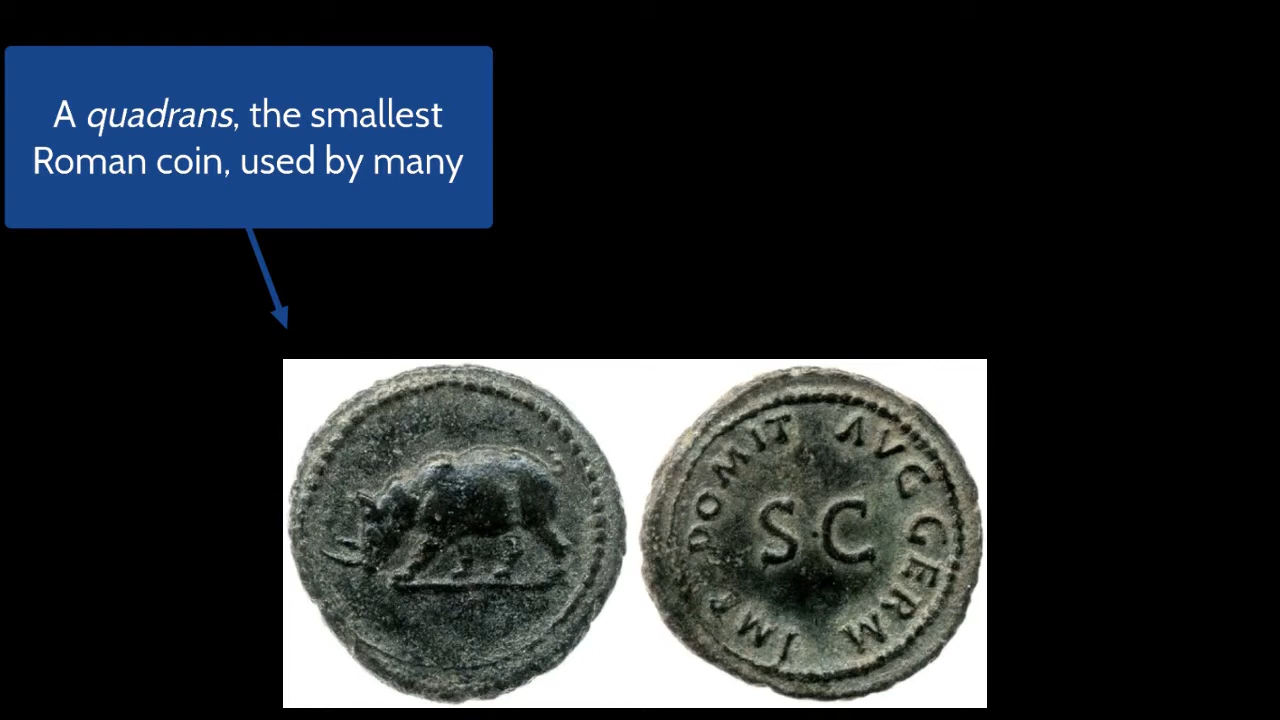 A quadrans, the smallest
Roman coin, used by many
IMP DOMIT AVG GERM
S·C